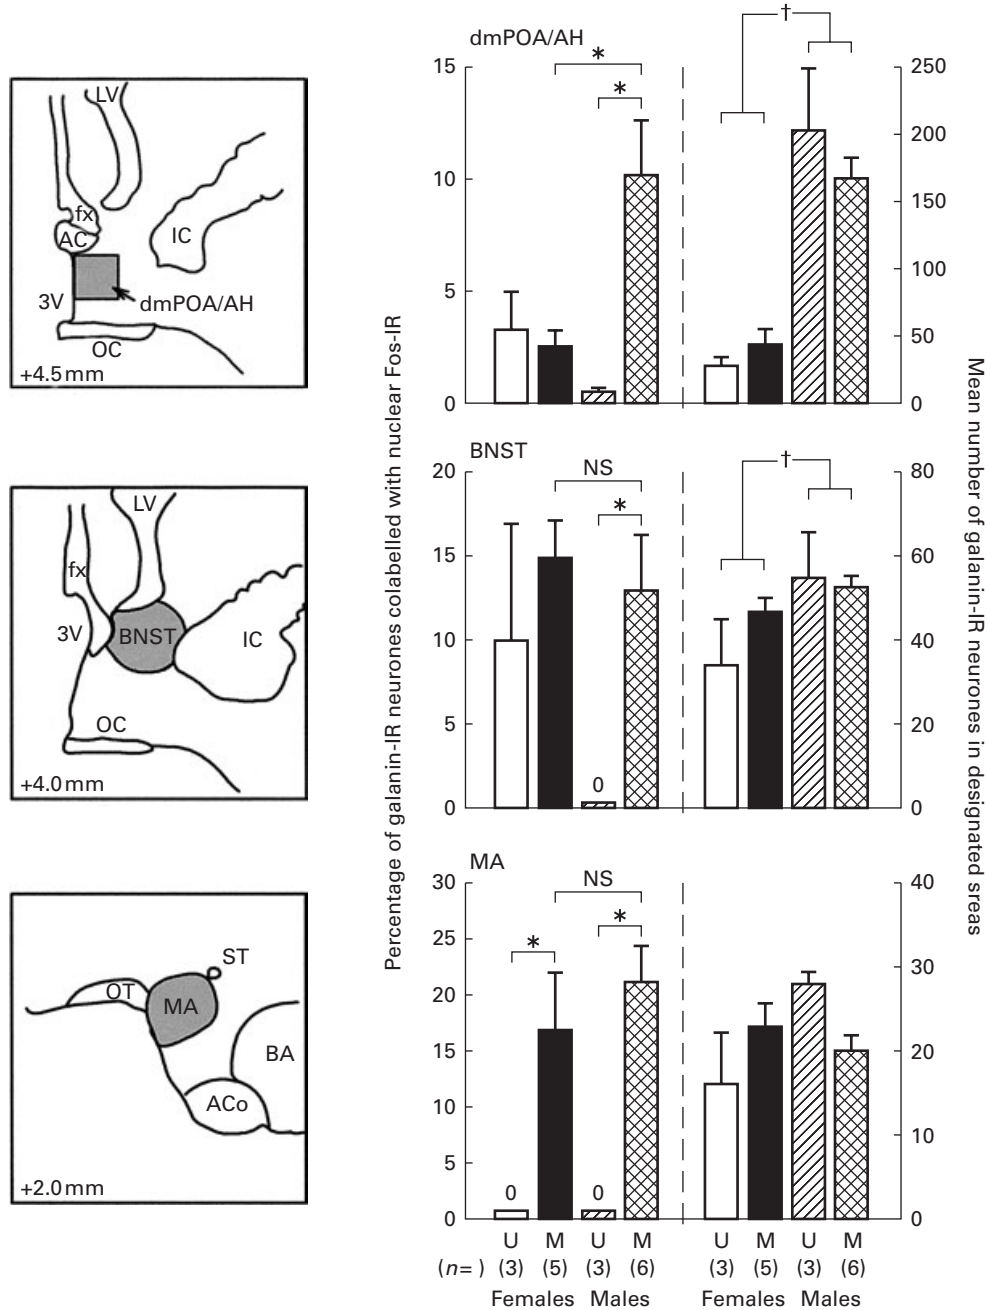 LV
fx
AC
IC
3V
dmPOA/AH
OC
+4.5 mm
LV
fx
3V
BNST
IC
OC
+4.0 mm
ST
OT
MA
BA
ACo
+2.0 mm
Percentage of galanin-IR neurones colabelled with nuclear Fos-IR
dmPOA/AH
†
*
*
15
10
5
0
250
200
150
100
50
0
BNST
NS
*
†
20
15
10
5
0
0
80
60
40
20
0
MA
NS
*
*
30
25
20
15
10
5
0
0
0
40
30
20
10
0
U M U M U M U M
(n= ) (3) (5) (3) (6) (3) (5) (3) (6)
Females Males Females Males
Mean number of galanin-IR neurones in designated sreas